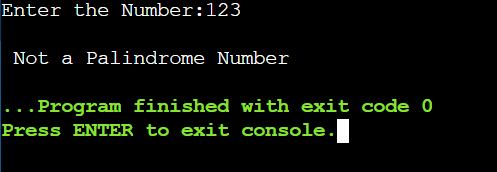 Enter the Number:123
Not a Palindrome Number
...Program finished with exit code 0
Press ENTER to exit console.